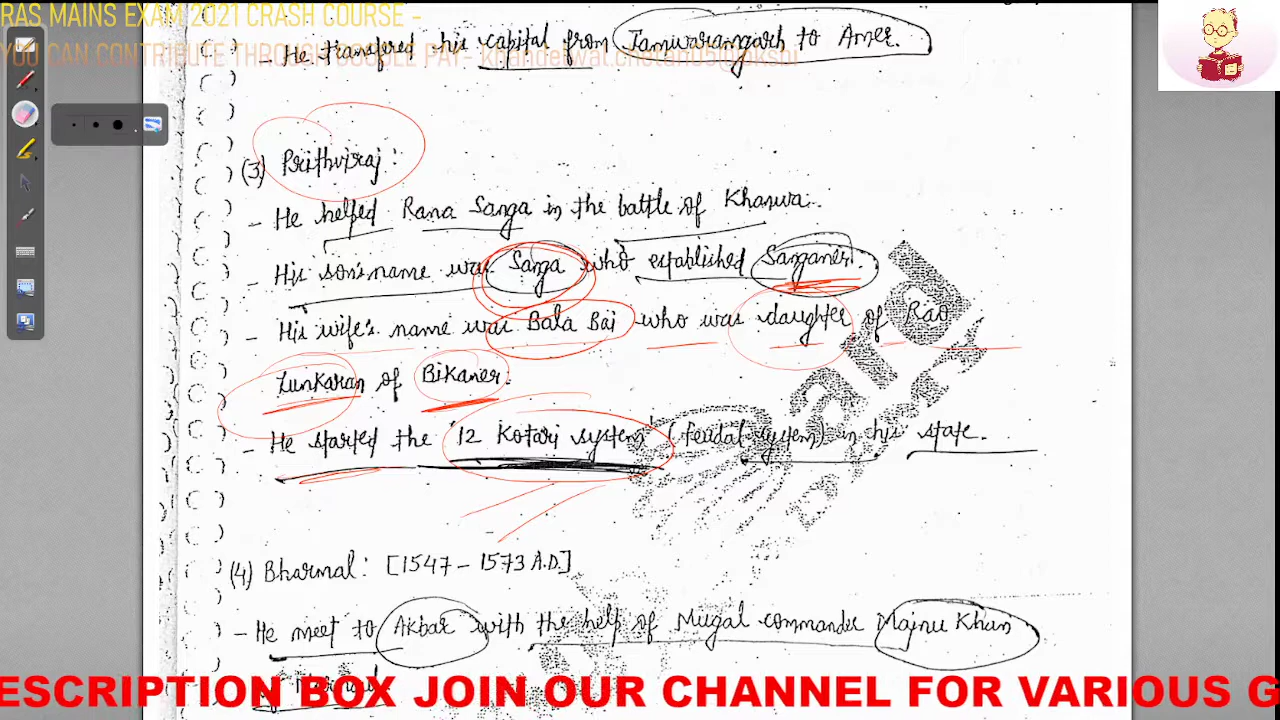 RAS MAINS EXAM 2021 CRASH COURSE -
YOU CAN CONTRIBUTE THROUGH GOOGLE PAY-
- He transfered his capital from Jamwaramgarh to Amer.
(3) Prithviraj:
- He helped Rana Sanga in the battle of Khanwa.
- His son's name was Sanga who established Sanganer.
- His wife's name was Bala Bai who was daughter of Rao
Lunkaran of Bikaner.
- He started the '12 Kotari system' (feudal system) in his state.
(4) Bharmal: [1547 - 1573 A.D.]
- He meet to Akbar with the help of Mugal commander Majnu Khan
ESCRIPTION BOX JOIN OUR CHANNEL FOR VARIOUS G